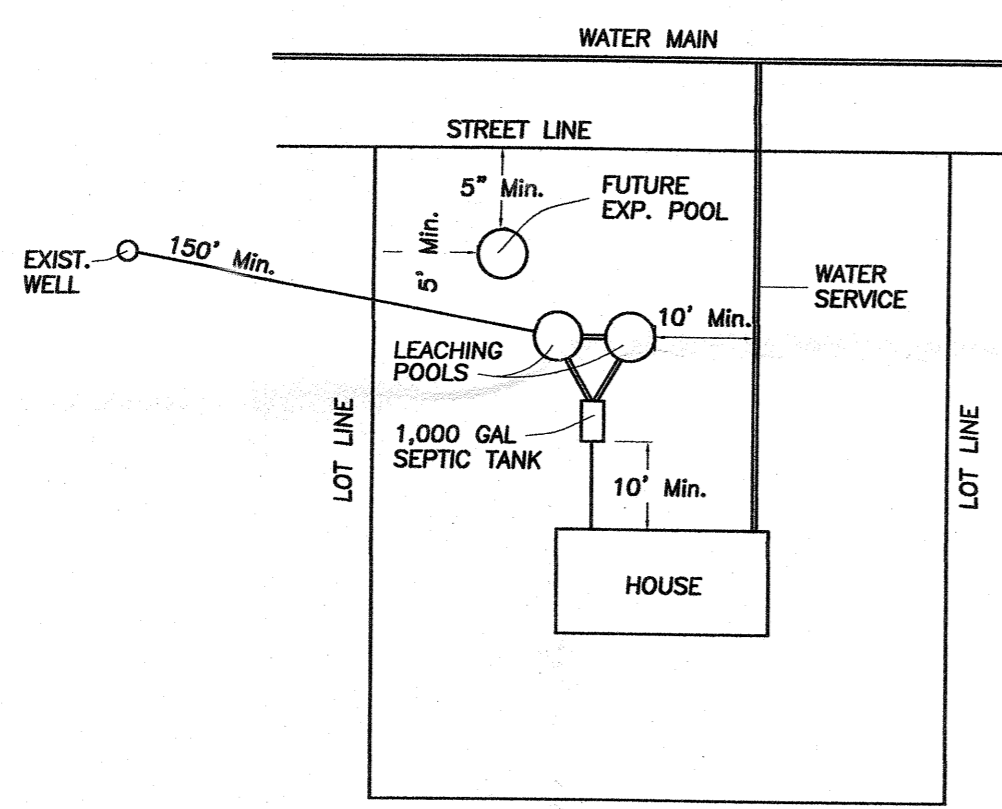 WATER MAIN
STREET LINE
5" Min.
FUTURE
EXP. POOL
5' Min.
EXIST.
WELL
150' Min.
WATER
SERVICE
10' Min.
LEACHING
POOLS
LOT LINE
1,000 GAL
SEPTIC TANK
10' Min.
LOT LINE
HOUSE